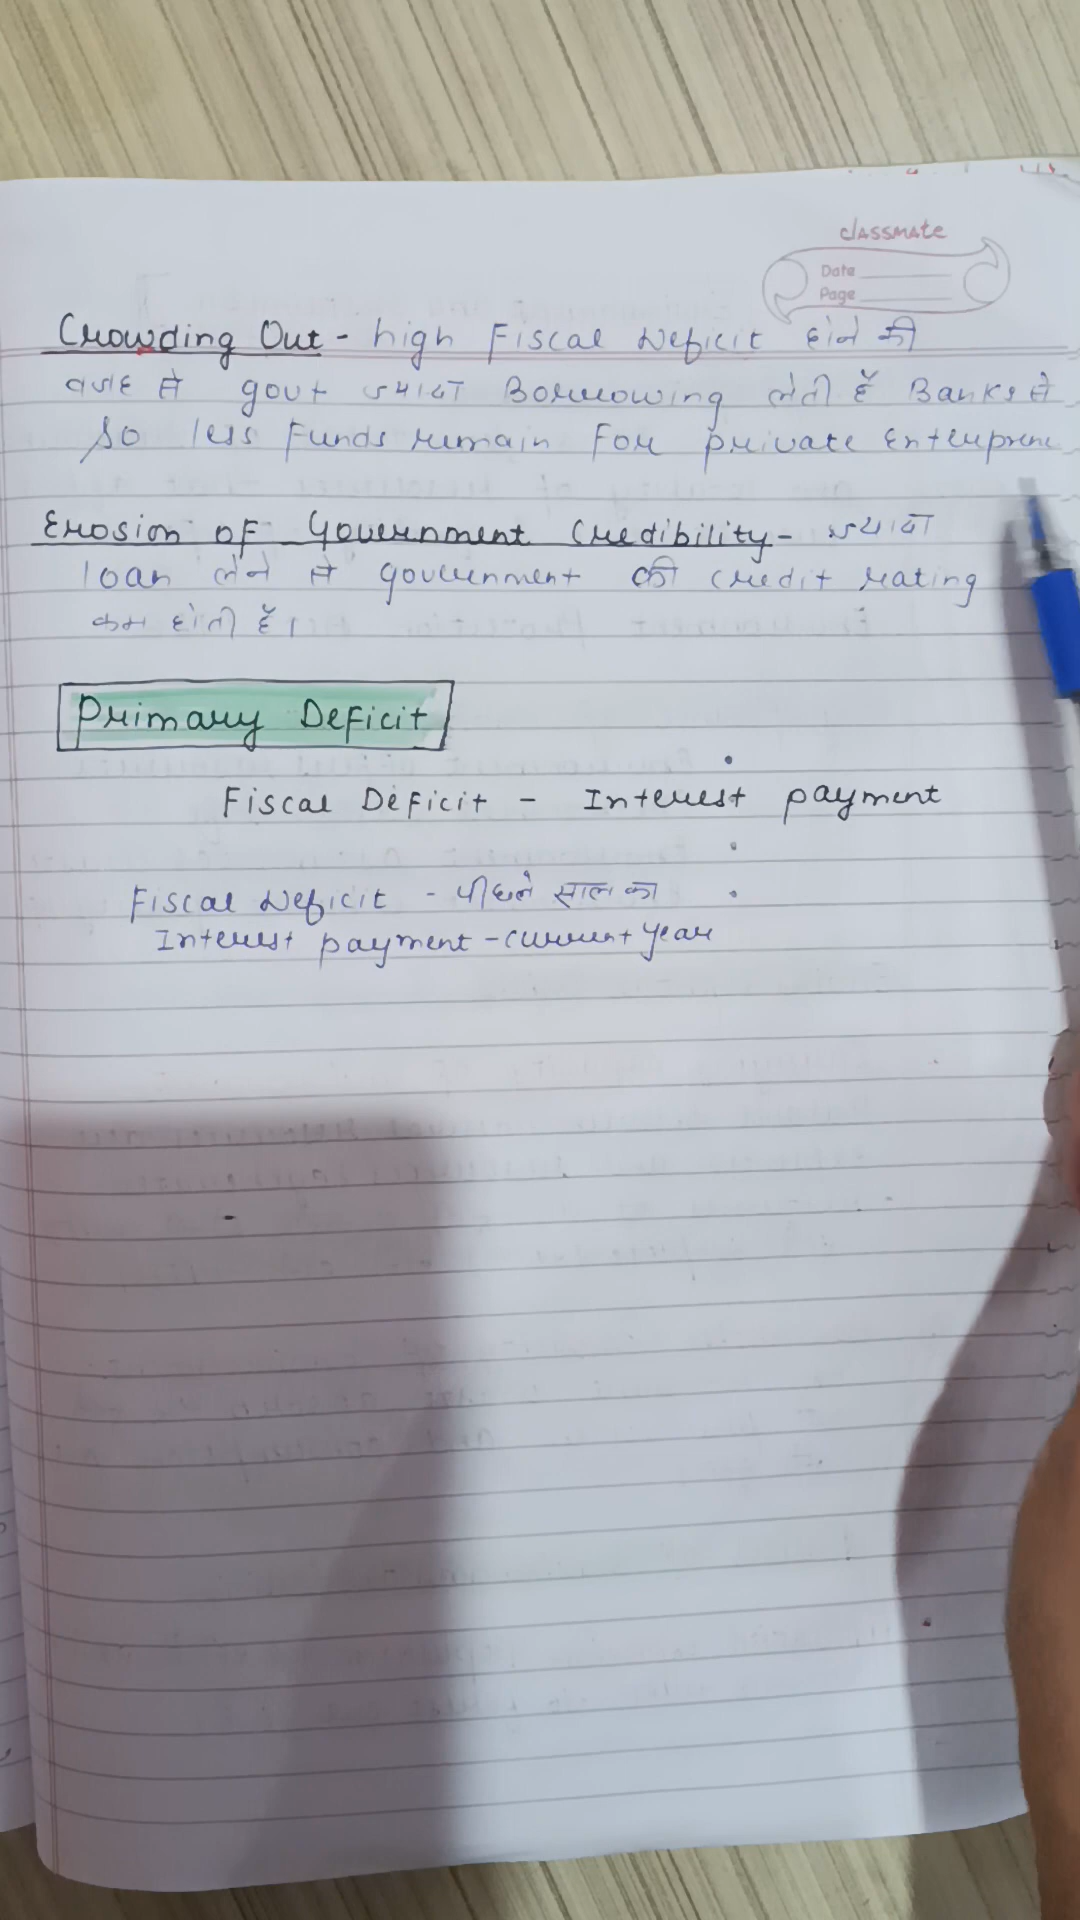 classmate
Date
Page
Crowding Out - high Fiscal Deficit होने की
वजह से govt ज्यादा Borrowing लेती है Banks से
So less Funds remain For private Enterprene
Erosion of Government Credibility - ज्यादा
loan लेने से government की credit rating
कम होती है।
Primary Deficit
Fiscal Deficit - Interest payment
Fiscal Deficit - पीछले साल का
Interest payment - current year